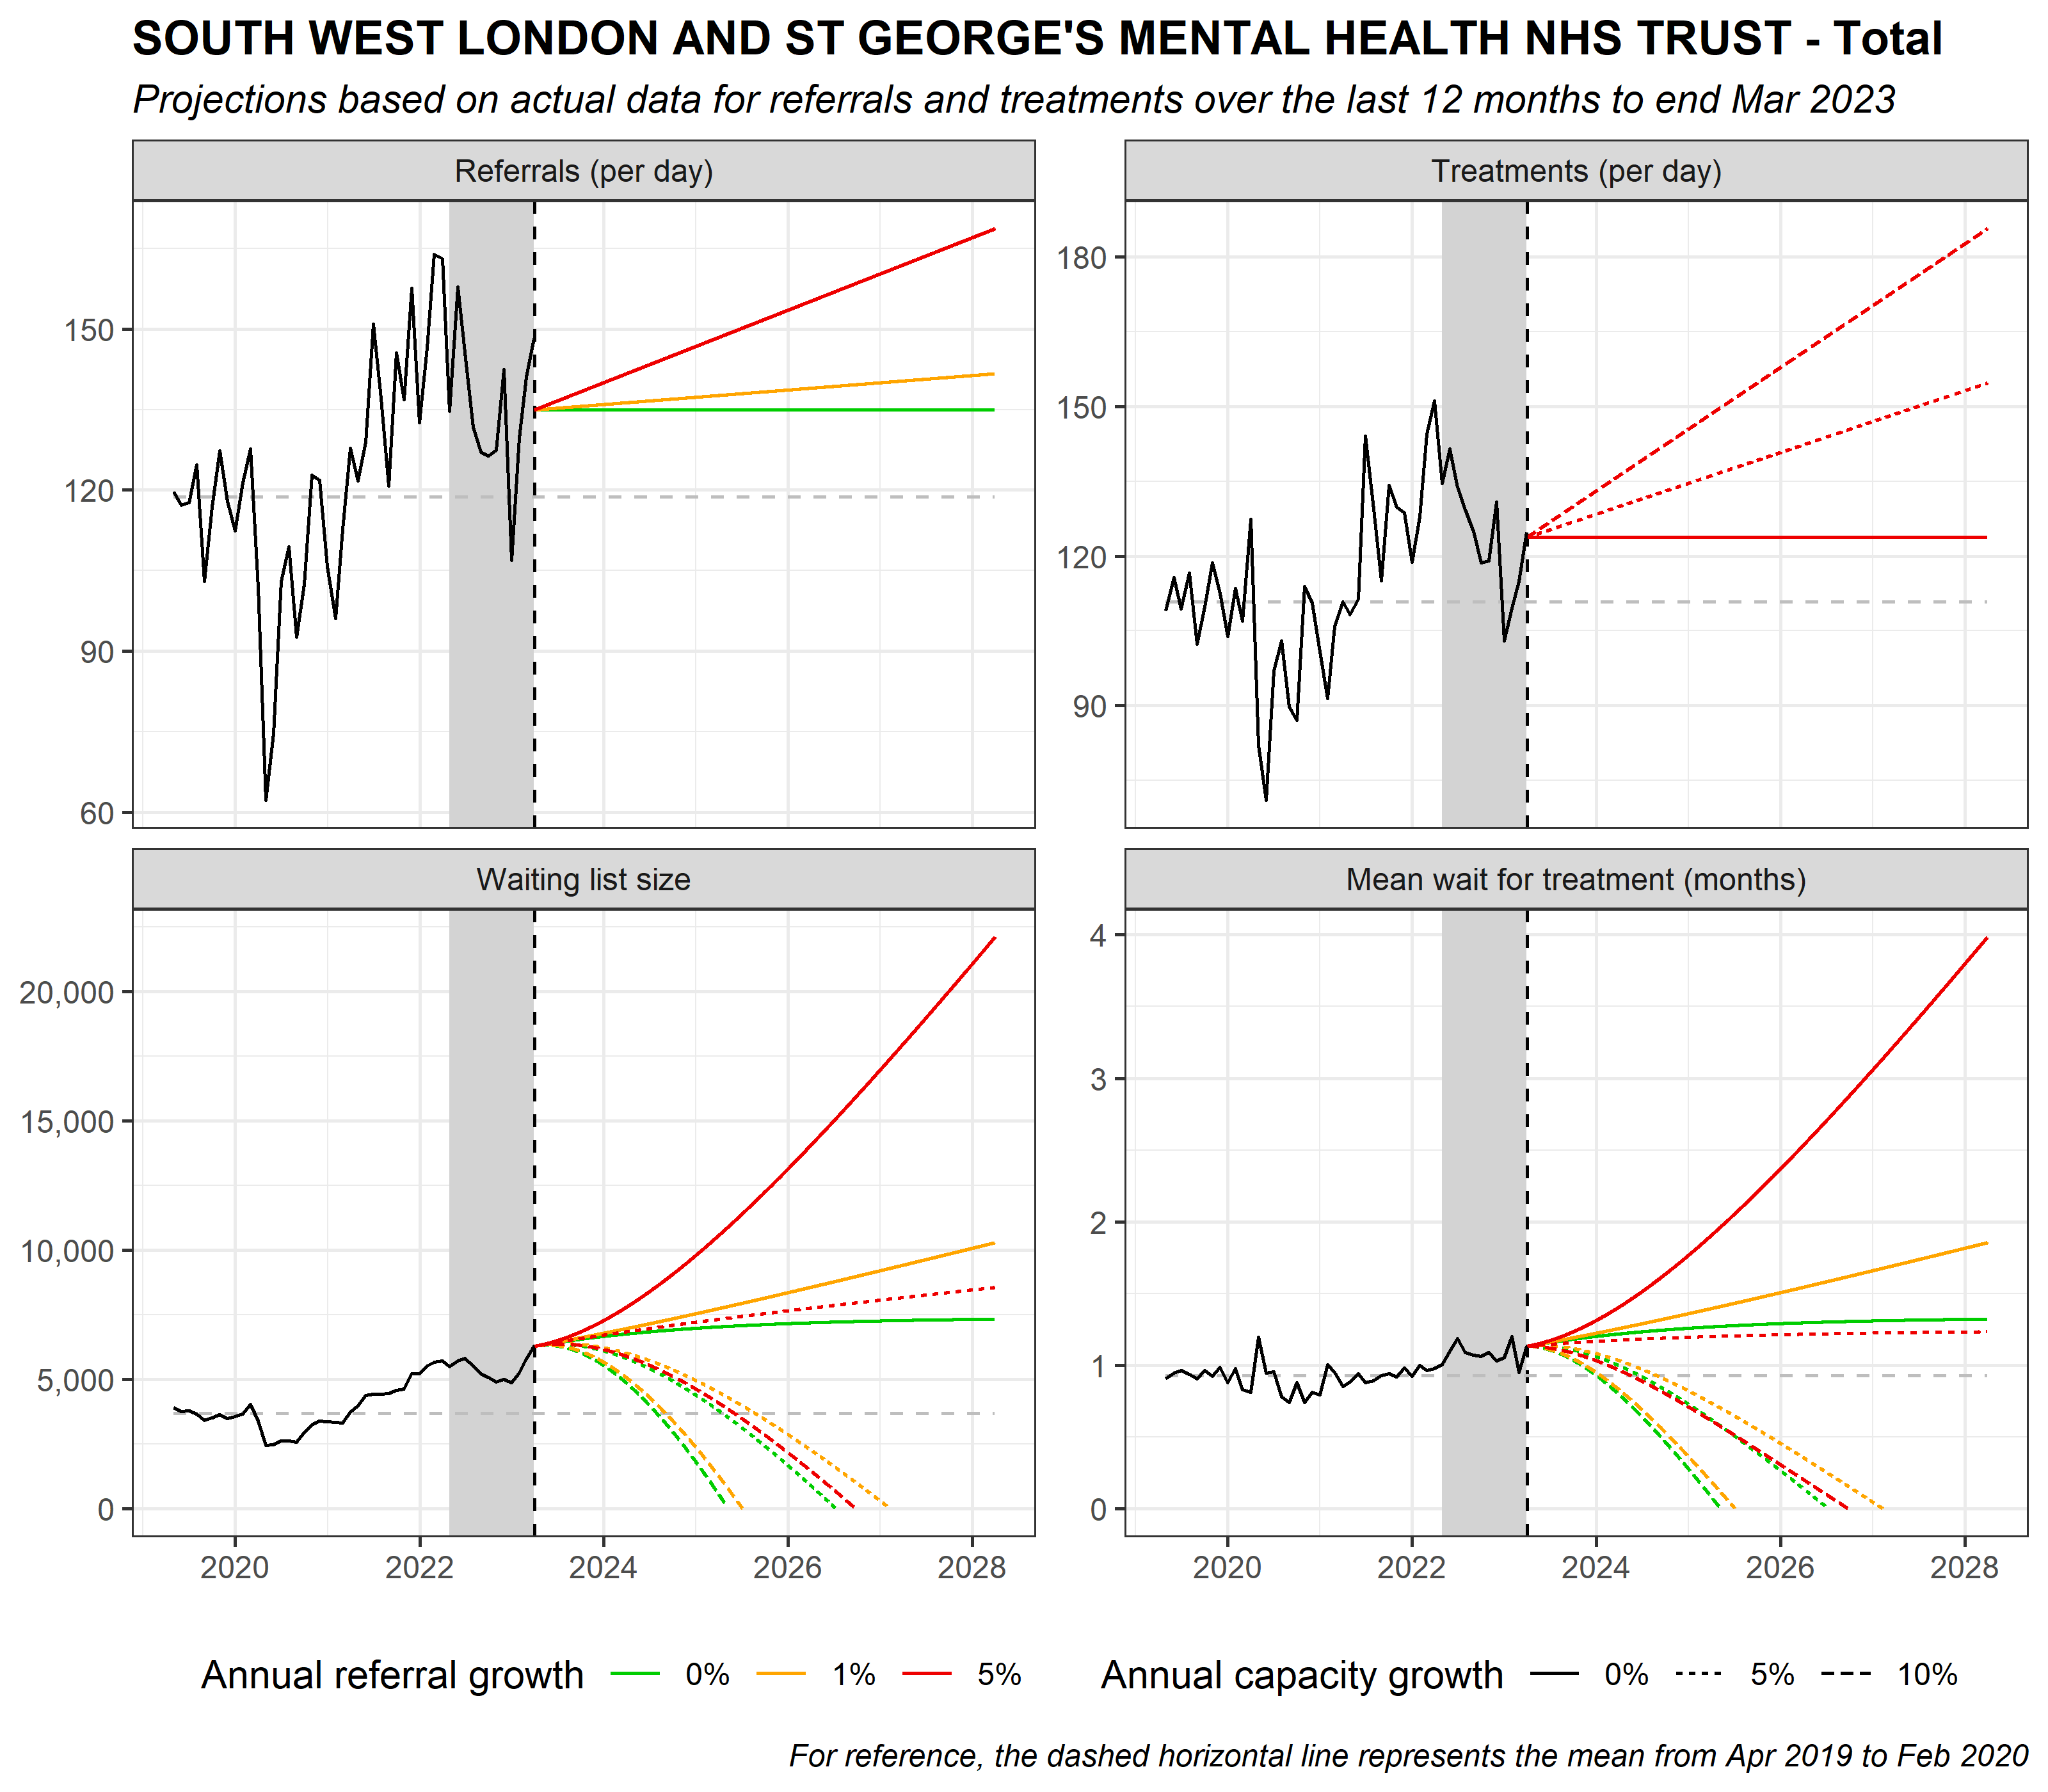 SOUTH WEST LONDON AND ST GEORGE'S MENTAL HEALTH NHS TRUST - Total
Projections based on actual data for referrals and treatments over the last 12 months to end Mar 2023
Referrals (per day)
150
120
90
60
Treatments (per day)
180
150
120
90
Waiting list size
20,000
15,000
10,000
5,000
0
2020 2022 2024 2026 2028
Mean wait for treatment (months)
4
3
2
1
0
2020 2022 2024 2026 2028
Annual referral growth 0% 1% 5%
Annual capacity growth 0% 5% 10%
For reference, the dashed horizontal line represents the mean from Apr 2019 to Feb 2020